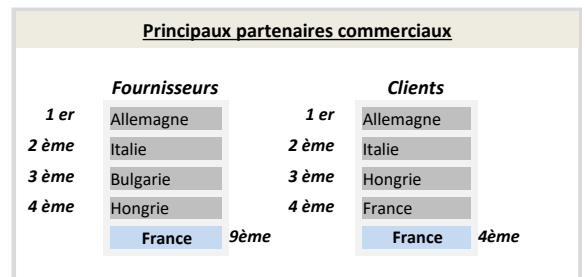 Principaux partenaires commerciaux
Fournisseurs Clients
1 er Allemagne 1 er Allemagne
2 ème Italie 2 ème Italie
3 ème Bulgarie 3 ème Hongrie
4 ème Hongrie 4 ème France
France 9ème France 4ème